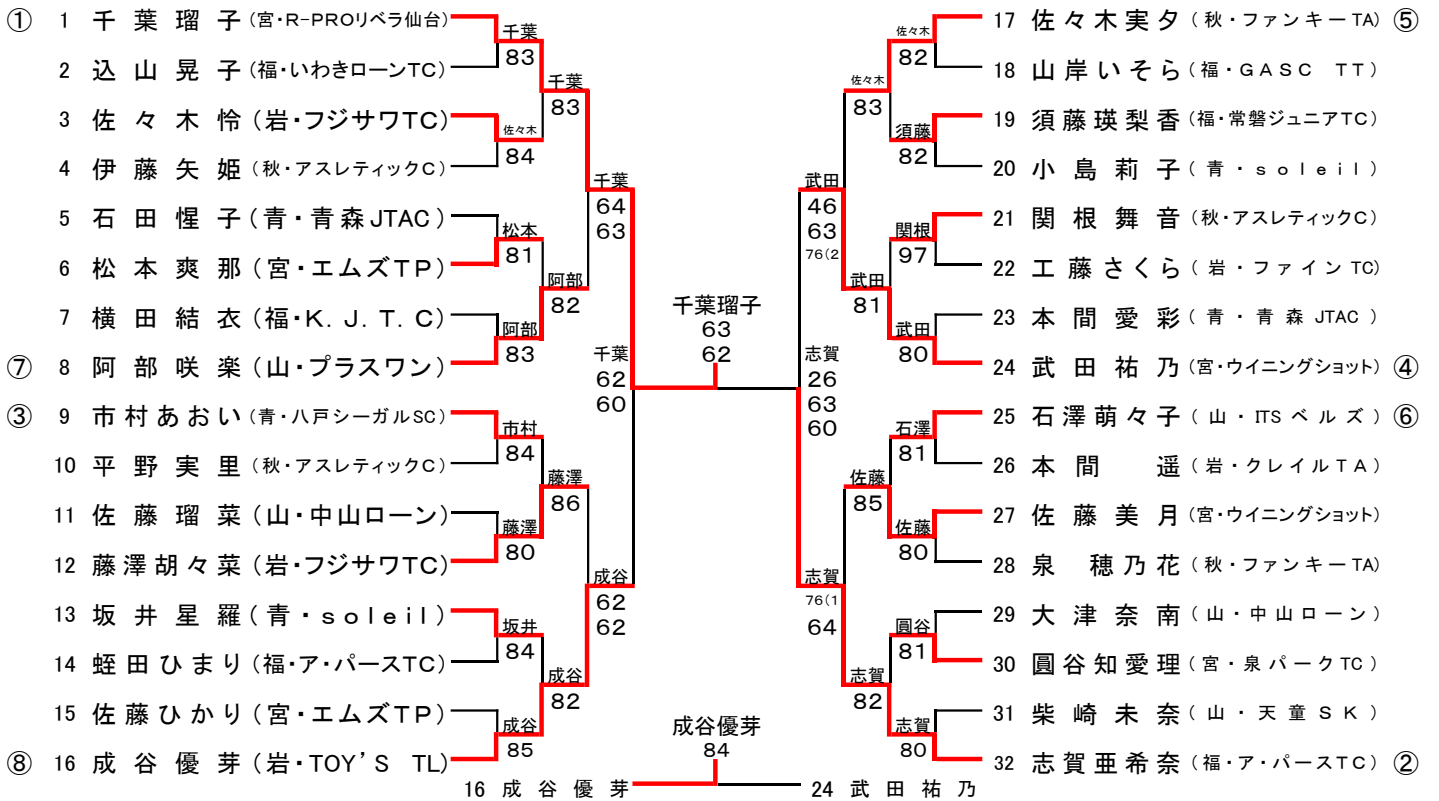 ① 1 千葉瑠子 (宮・R-PROリベラ仙台)
2 込山晃子 (福・いわきローンTC)
3 佐々木怜 (岩・フジサワTC)
4 伊藤矢姫 (秋・アスレティックC)
5 石田惺子 (青・青森JTAC)
6 松本爽那 (宮・エムズTP)
7 横田結衣 (福・K.J.T.C)
⑦ 8 阿部咲楽 (山・プラスワン)
③ 9 市村あおい (青・八戸シーガルSC)
10 平野実里 (秋・アスレティックC)
11 佐藤瑠菜 (山・中山ローン)
12 藤澤胡々菜 (岩・フジサワTC)
13 坂井星羅 (青・soleil)
14 蛭田ひまり (福・ア・パースTC)
15 佐藤ひかり (宮・エムズTP)
⑧ 16 成谷優芽 (岩・TOY'S TL)
千葉
83
佐々木
84
松本
81
阿部
83
市村
84
藤澤
80
坂井
84
成谷
85
千葉
83
阿部
82
藤澤
86
成谷
82
千葉
64
63
成谷
62
62
千葉
62
60
千葉瑠子
63
62
志賀
26
63
60
武田
46
63
76(2
志賀
76(1
64
佐々木
83
武田
81
佐藤
85
志賀
82
佐々木
82
須藤
82
関根
97
武田
80
石澤
81
佐藤
80
圓谷
81
志賀
80
17 佐々木実夕 (秋・ファンキーTA) ⑤
18 山岸いそら (福・GASC TT)
19 須藤瑛梨香 (福・常磐ジュニアTC)
20 小島莉子 (青・soleil)
21 関根舞音 (秋・アスレティックC)
22 工藤さくら (岩・ファインTC)
23 本間愛彩 (青・青森JTAC)
24 武田祐乃 (宮・ウイニングショット) ④
25 石澤萌々子 (山・ITSベルズ) ⑥
26 本間 遥 (岩・クレイルTA)
27 佐藤美月 (宮・ウイニングショット)
28 泉 穂乃花 (秋・ファンキーTA)
29 大津奈南 (山・中山ローン)
30 圓谷知愛理 (宮・泉パークTC)
31 柴崎未奈 (山・天童SK)
32 志賀亜希奈 (福・ア・パースTC) ②
成谷優芽
84
16 成谷優芽
24 武田祐乃